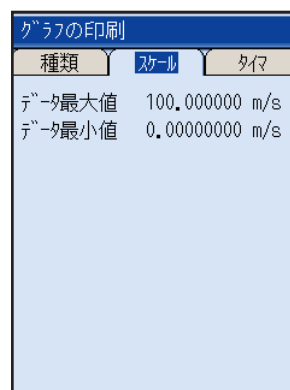 ｸﾞﾗﾌの印刷
種類 ｽｹｰﾙ ﾀｲﾏ
ﾃﾞｰﾀ最大値 100.000000 m/s
ﾃﾞｰﾀ最小値 0.00000000 m/s